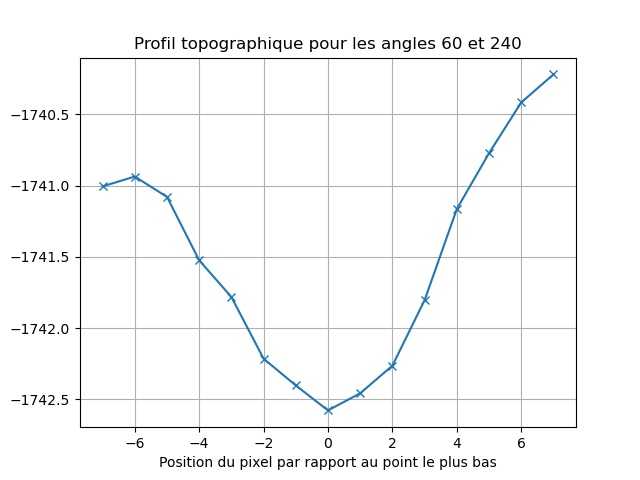 Profil topographique pour les angles 60 et 240
−1740.5
−1741.0
−1741.5
−1742.0
−1742.5
−6 −4 −2 0 2 4 6
Position du pixel par rapport au point le plus bas